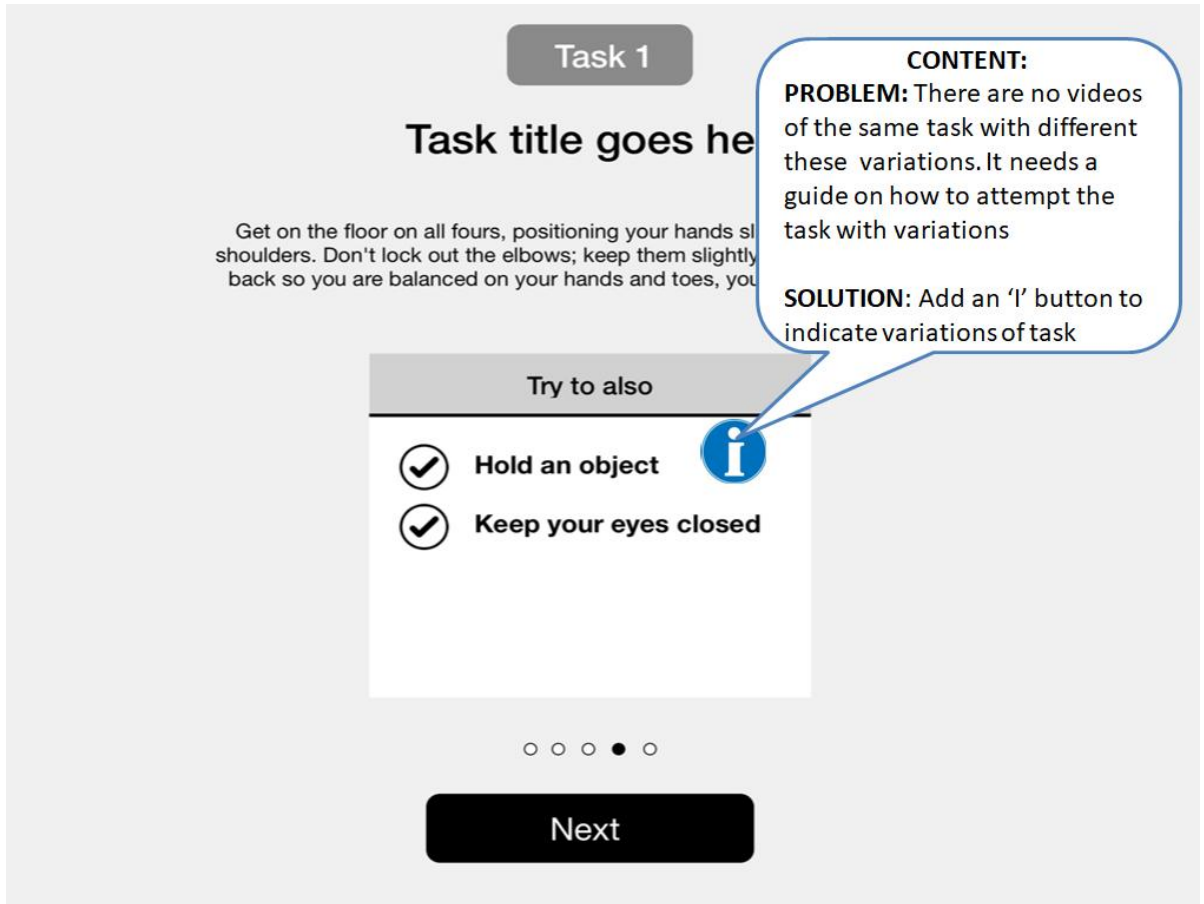 Task 1
Task title goes he
Get on the floor on all fours, positioning your hands sl
shoulders. Don't lock out the elbows; keep them slightly
back so you are balanced on your hands and toes, you
CONTENT:
PROBLEM: There are no videos
of the same task with different
these variations. It needs a
guide on how to attempt the
task with variations
SOLUTION: Add an ‘I’ button to
indicate variations of task
Try to also
i
Hold an object
Keep your eyes closed
Next